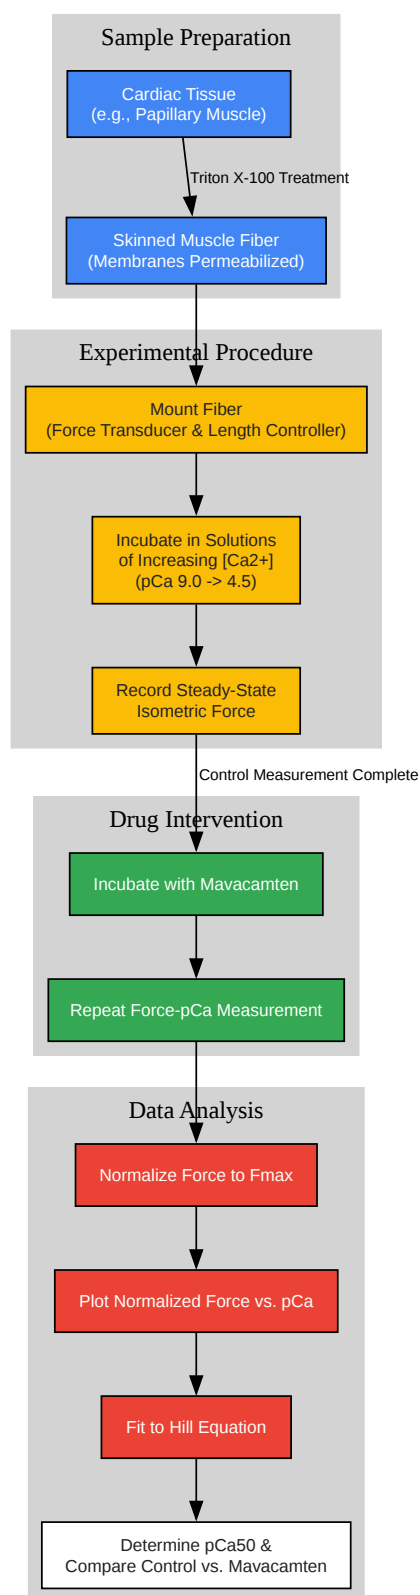 Sample Preparation
Cardiac Tissue
(e.g., Papillary Muscle)
Triton X-100 Treatment
Skinned Muscle Fiber
(Membranes Permeabilized)
Experimental Procedure
Mount Fiber
(Force Transducer & Length Controller)
Incubate in Solutions
of Increasing [Ca2+]
(pCa 9.0 -> 4.5)
Record Steady-State
Isometric Force
Control Measurement Complete
Drug Intervention
Incubate with Mavacamten
Repeat Force-pCa Measurement
Data Analysis
Normalize Force to Fmax
Plot Normalized Force vs. pCa
Fit to Hill Equation
Determine pCa50 &
Compare Control vs. Mavacamten